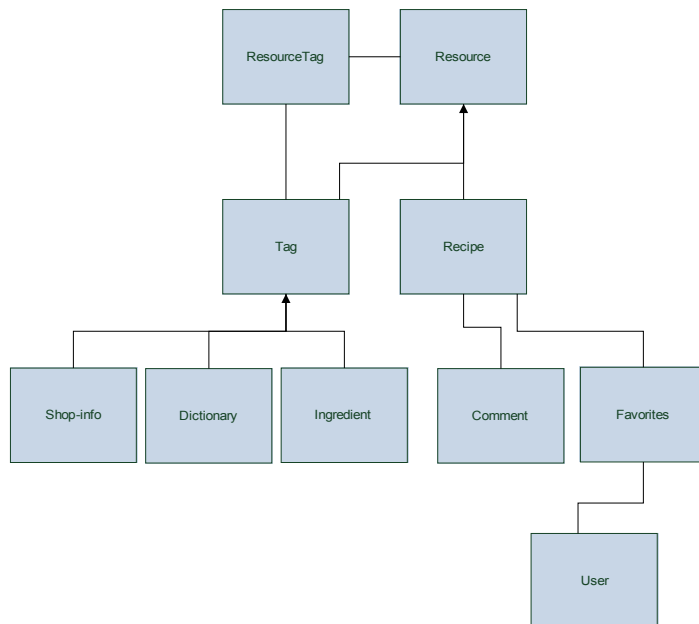 ResourceTag
Resource
Tag
Recipe
Shop-info
Dictionary
Ingredient
Comment
Favorites
User